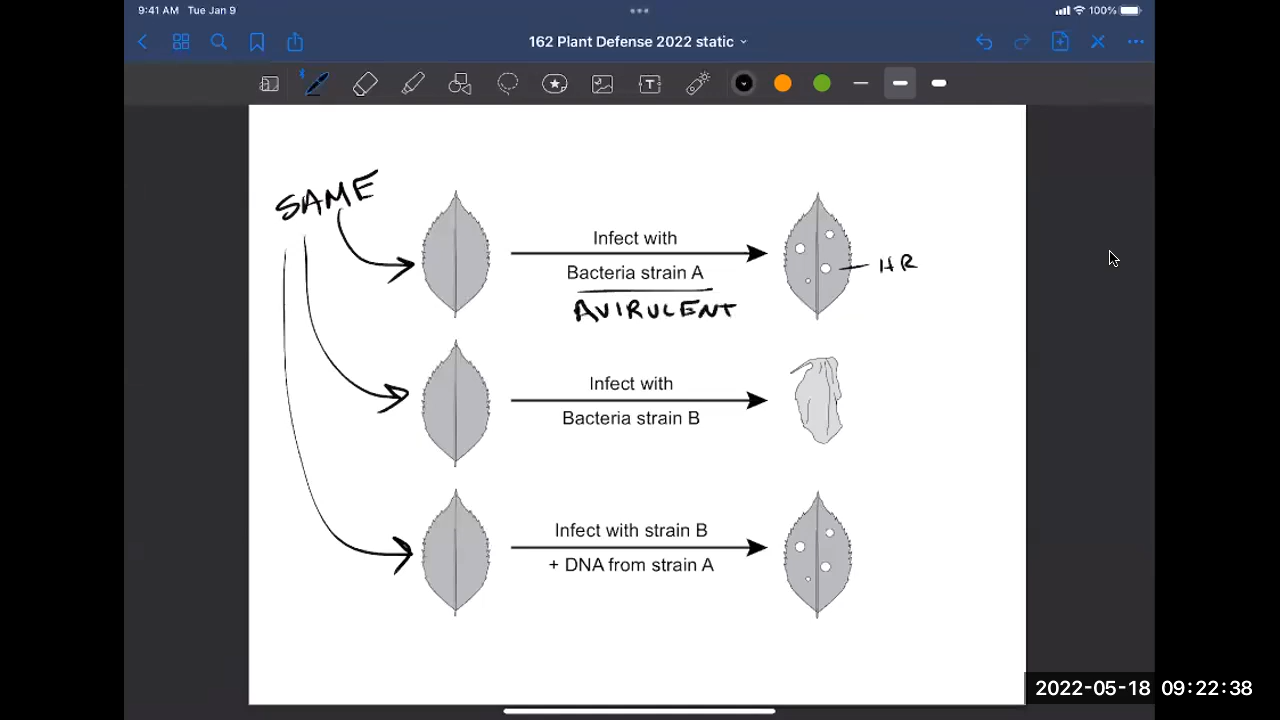 9:41 AM Tue Jan 9
100%
162 Plant Defense 2022 static
T
SAME
Infect with
Bacteria strain A
AVIRULENT
HR
Infect with
Bacteria strain B
Infect with strain B
+ DNA from strain A
2022-05-18 09:22:38